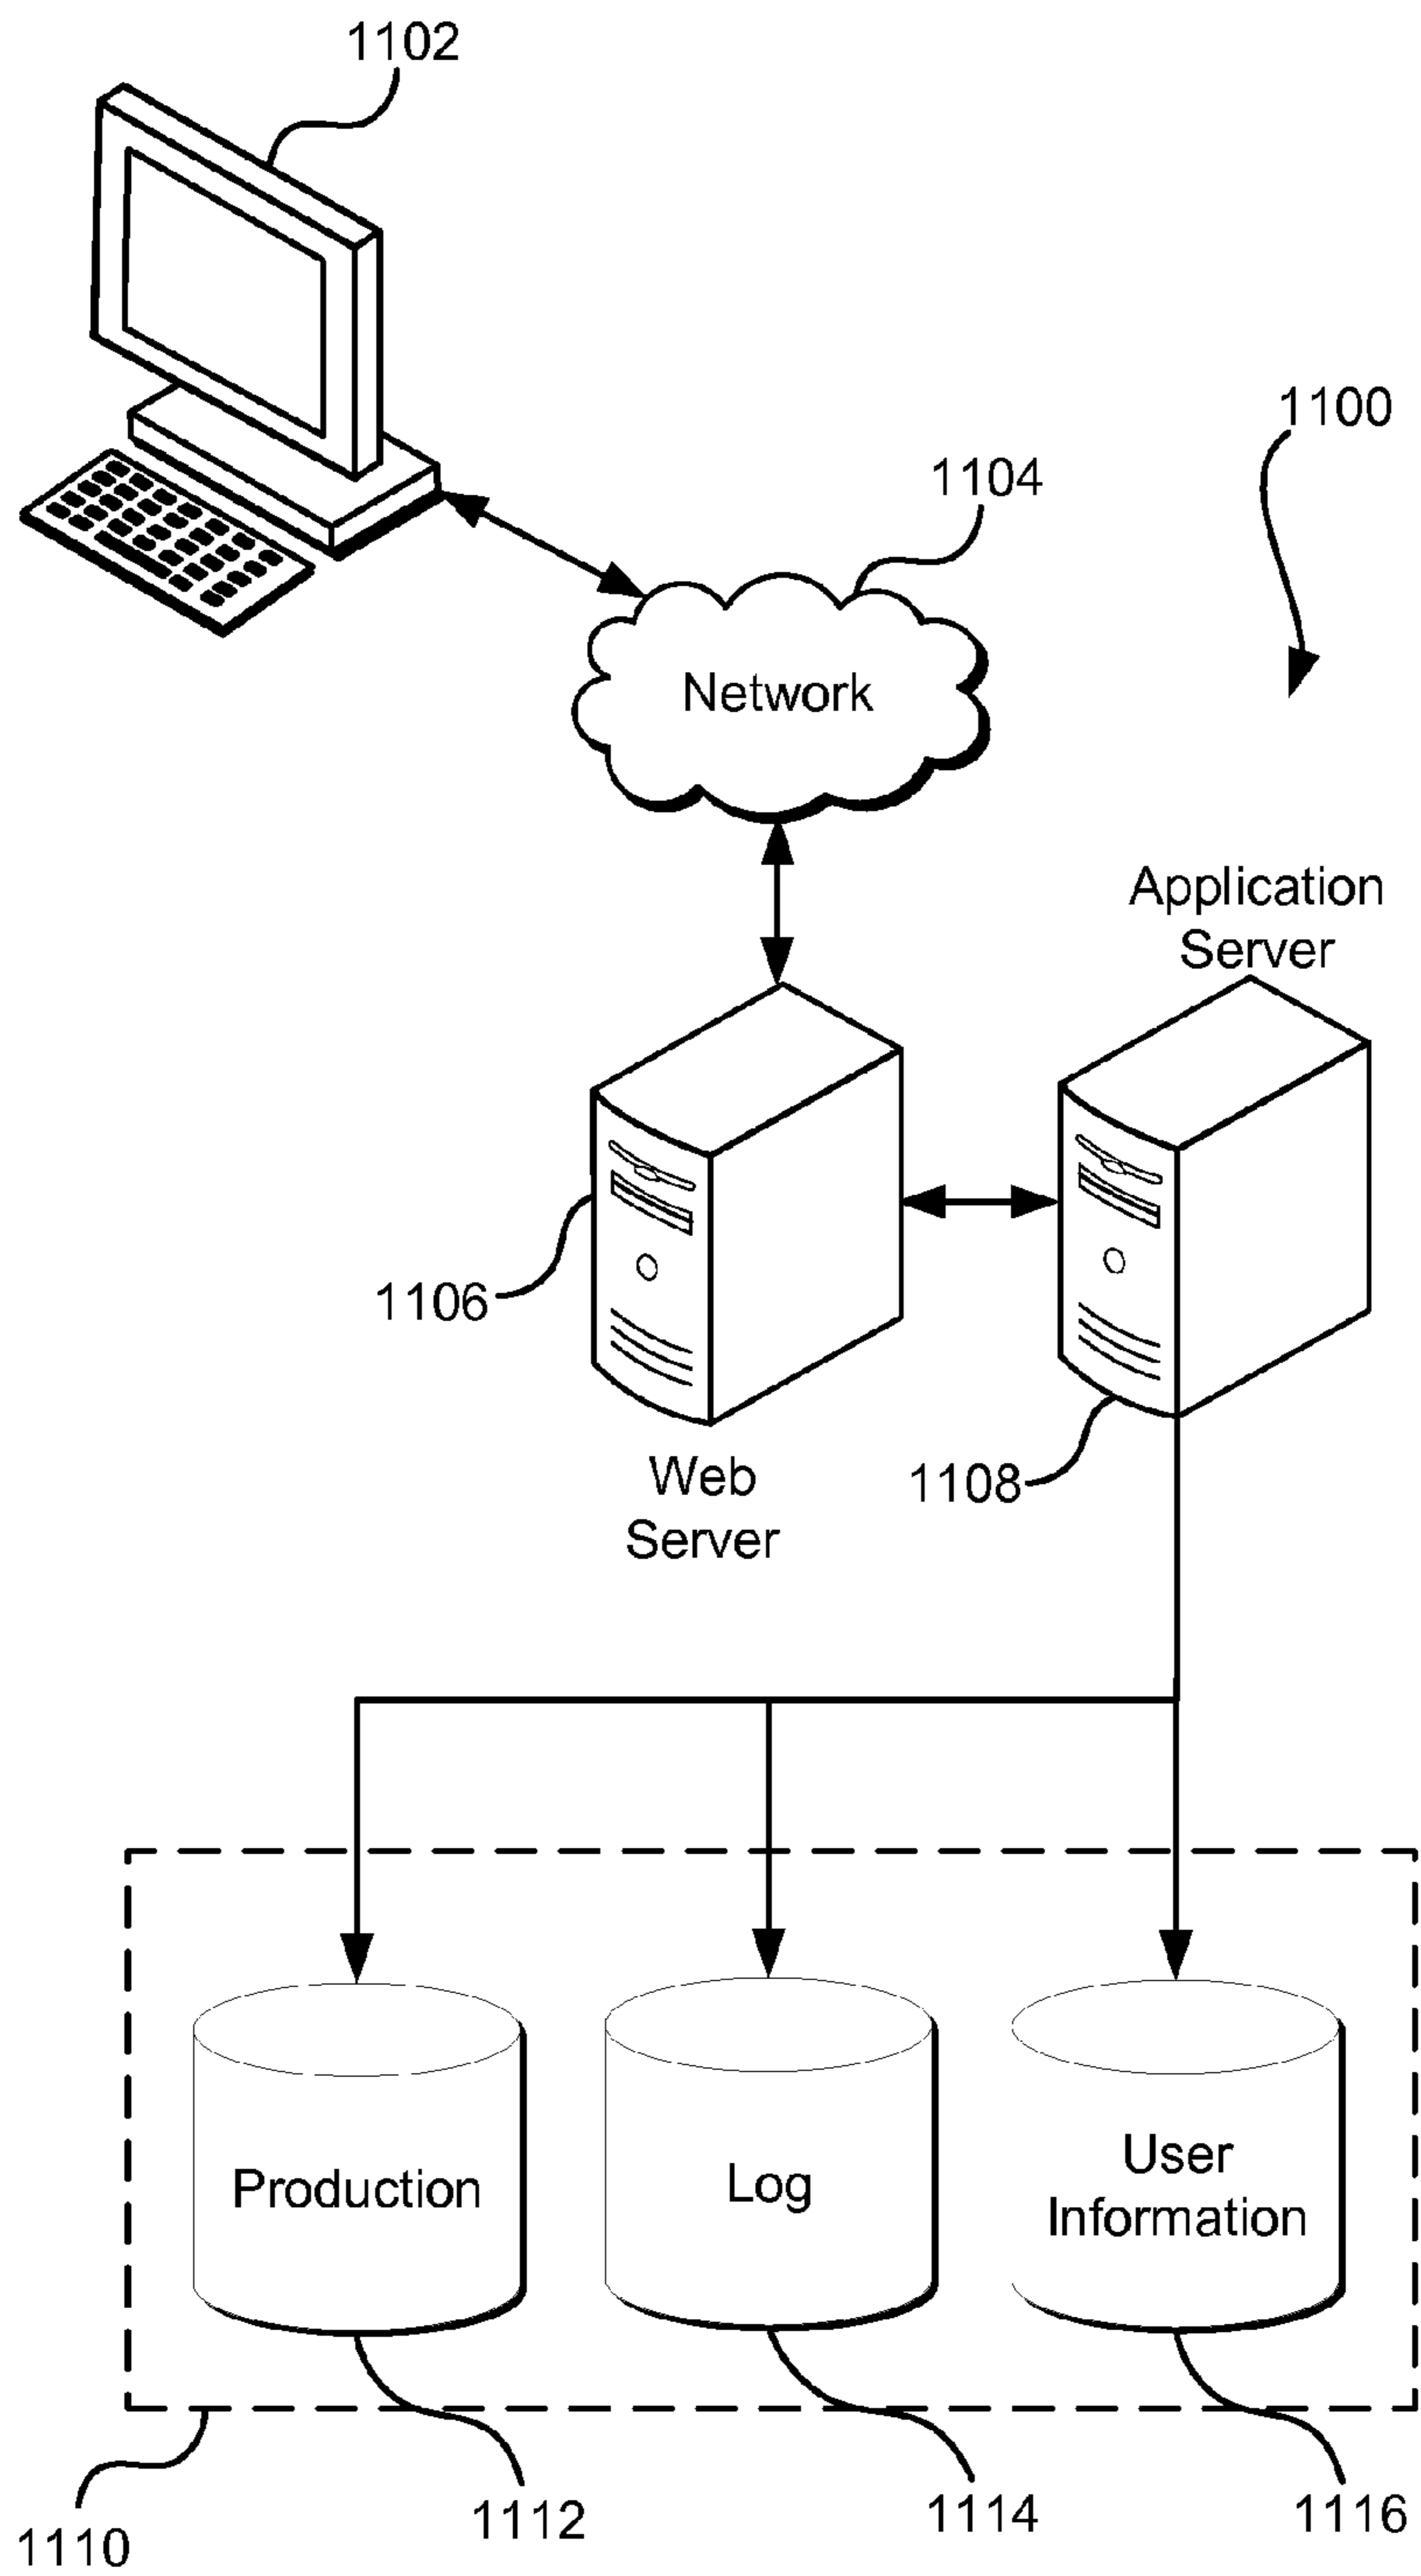 1102
1100
1104
Network
Application
Server
1106
Web
Server
1108
Production
Log
User
Information
1110
1112
1114
1116